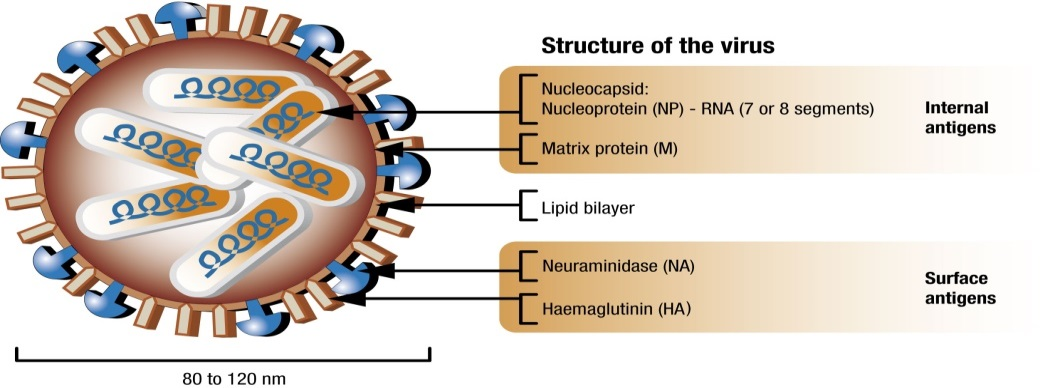 Structure of the virus
Nucleocapsid:
Nucleoprotein (NP) - RNA (7 or 8 segments)
Matrix protein (M)
Internal
antigens
Lipid bilayer
Neuraminidase (NA)
Haemaglutinin (HA)
Surface
antigens
80 to 120 nm